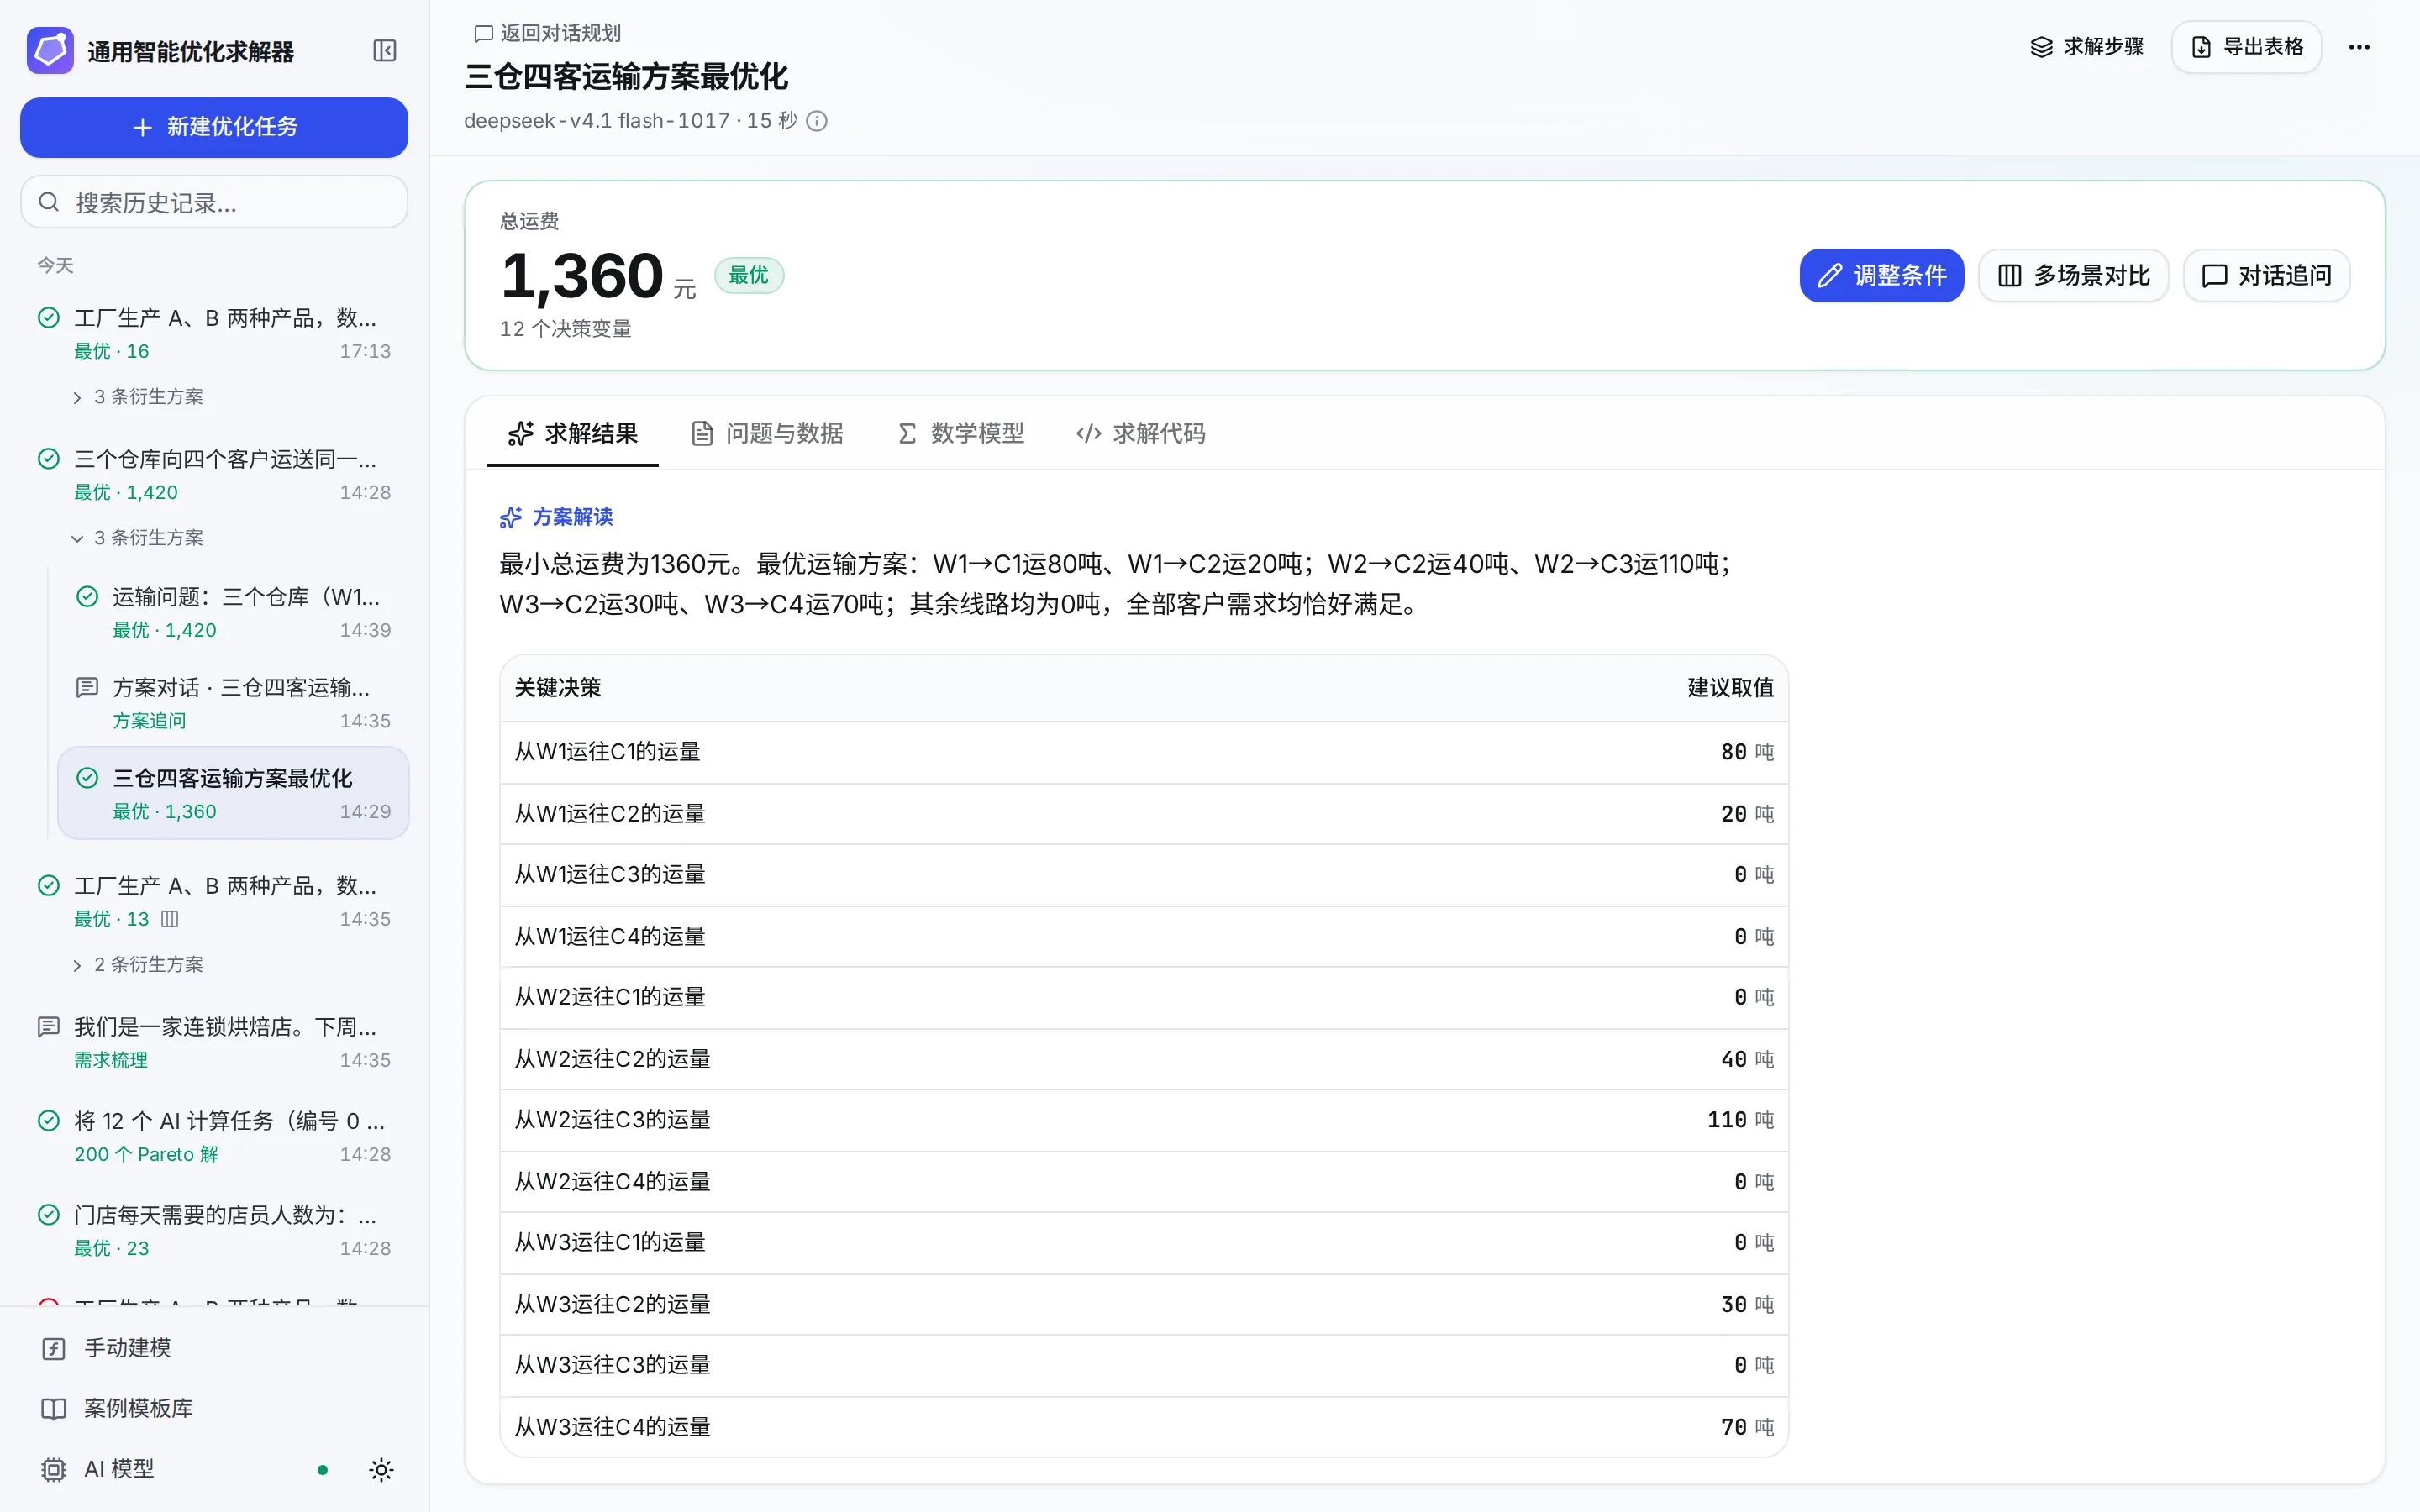 通用智能优化求解器
新建优化任务
搜索历史记录...
今天
工厂生产 A、B 两种产品，数...
最优 · 16 17:13
3 条衍生方案
三个仓库向四个客户运送同一...
最优 · 1,420 14:28
3 条衍生方案
运输问题：三个仓库（W1...
最优 · 1,420 14:39
方案对话 · 三仓四客运输...
方案追问 14:35
三仓四客运输方案最优化
最优 · 1,360 14:29
工厂生产 A、B 两种产品，数...
最优 · 13 14:35
2 条衍生方案
我们是一家连锁烘焙店。下周...
需求梳理 14:35
将 12 个 AI 计算任务（编号 0 ...
200 个 Pareto 解 14:28
门店每天需要的店员人数为：...
最优 · 23 14:28
手动建模
案例模板库
AI 模型
返回对话规划
三仓四客运输方案最优化
deepseek-v4.1 flash-1017 · 15 秒
求解步骤
导出表格
总运费
1,360 元 最优
12 个决策变量
调整条件
多场景对比
对话追问
求解结果
问题与数据
数学模型
求解代码
方案解读
最小总运费为1360元。最优运输方案：W1→C1运80吨、W1→C2运20吨；W2→C2运40吨、W2→C3运110吨；
W3→C2运30吨、W3→C4运70吨；其余线路均为0吨，全部客户需求均恰好满足。
关键决策 建议取值
从W1运往C1的运量 80 吨
从W1运往C2的运量 20 吨
从W1运往C3的运量 0 吨
从W1运往C4的运量 0 吨
从W2运往C1的运量 0 吨
从W2运往C2的运量 40 吨
从W2运往C3的运量 110 吨
从W2运往C4的运量 0 吨
从W3运往C1的运量 0 吨
从W3运往C2的运量 30 吨
从W3运往C3的运量 0 吨
从W3运往C4的运量 70 吨